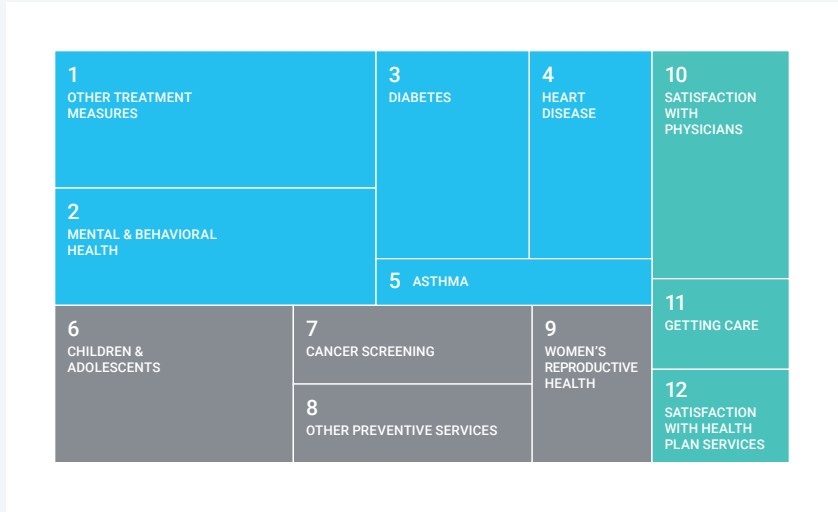 1
OTHER TREATMENT
MEASURES
2
MENTAL & BEHAVIORAL
HEALTH
3
DIABETES
4
HEART
DISEASE
5 ASTHMA
6
CHILDREN &
ADOLESCENTS
7
CANCER SCREENING
8
OTHER PREVENTIVE SERVICES
9
WOMEN'S
REPRODUCTIVE
HEALTH
10
SATISFACTION
WITH
PHYSICIANS
11
GETTING CARE
12
SATISFACTION
WITH HEALTH
PLAN SERVICES